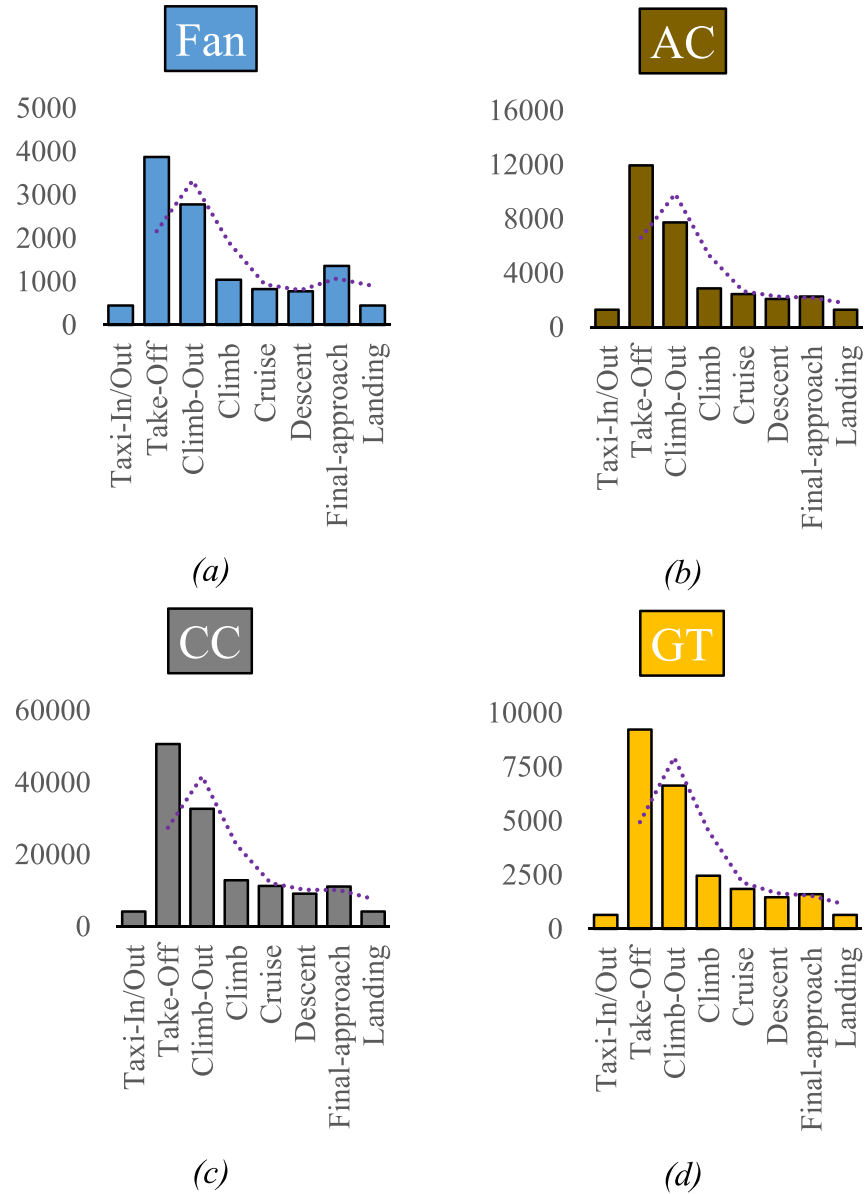 Fan
5000
4000
3000
2000
1000
0
Taxi-In/Out
Take-Off
Climb-Out
Climb
Cruise
Descent
Final-approach
Landing
(a)
AC
16000
12000
8000
4000
0
Taxi-In/Out
Take-Off
Climb-Out
Climb
Cruise
Descent
Final-approach
Landing
(b)
CC
60000
40000
20000
0
Taxi-In/Out
Take-Off
Climb-Out
Climb
Cruise
Descent
Final-approach
Landing
(c)
GT
10000
7500
5000
2500
0
Taxi-In/Out
Take-Off
Climb-Out
Climb
Cruise
Descent
Final-approach
Landing
(d)